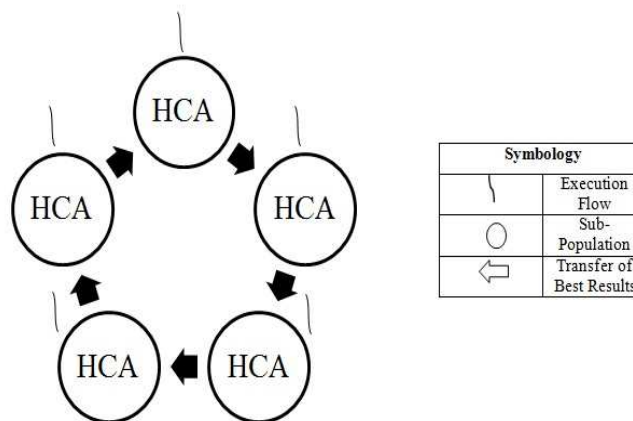 HCA
HCA
HCA
HCA
HCA
Symbology
Execution
Flow
Sub-
Population
Transfer of
Best Results